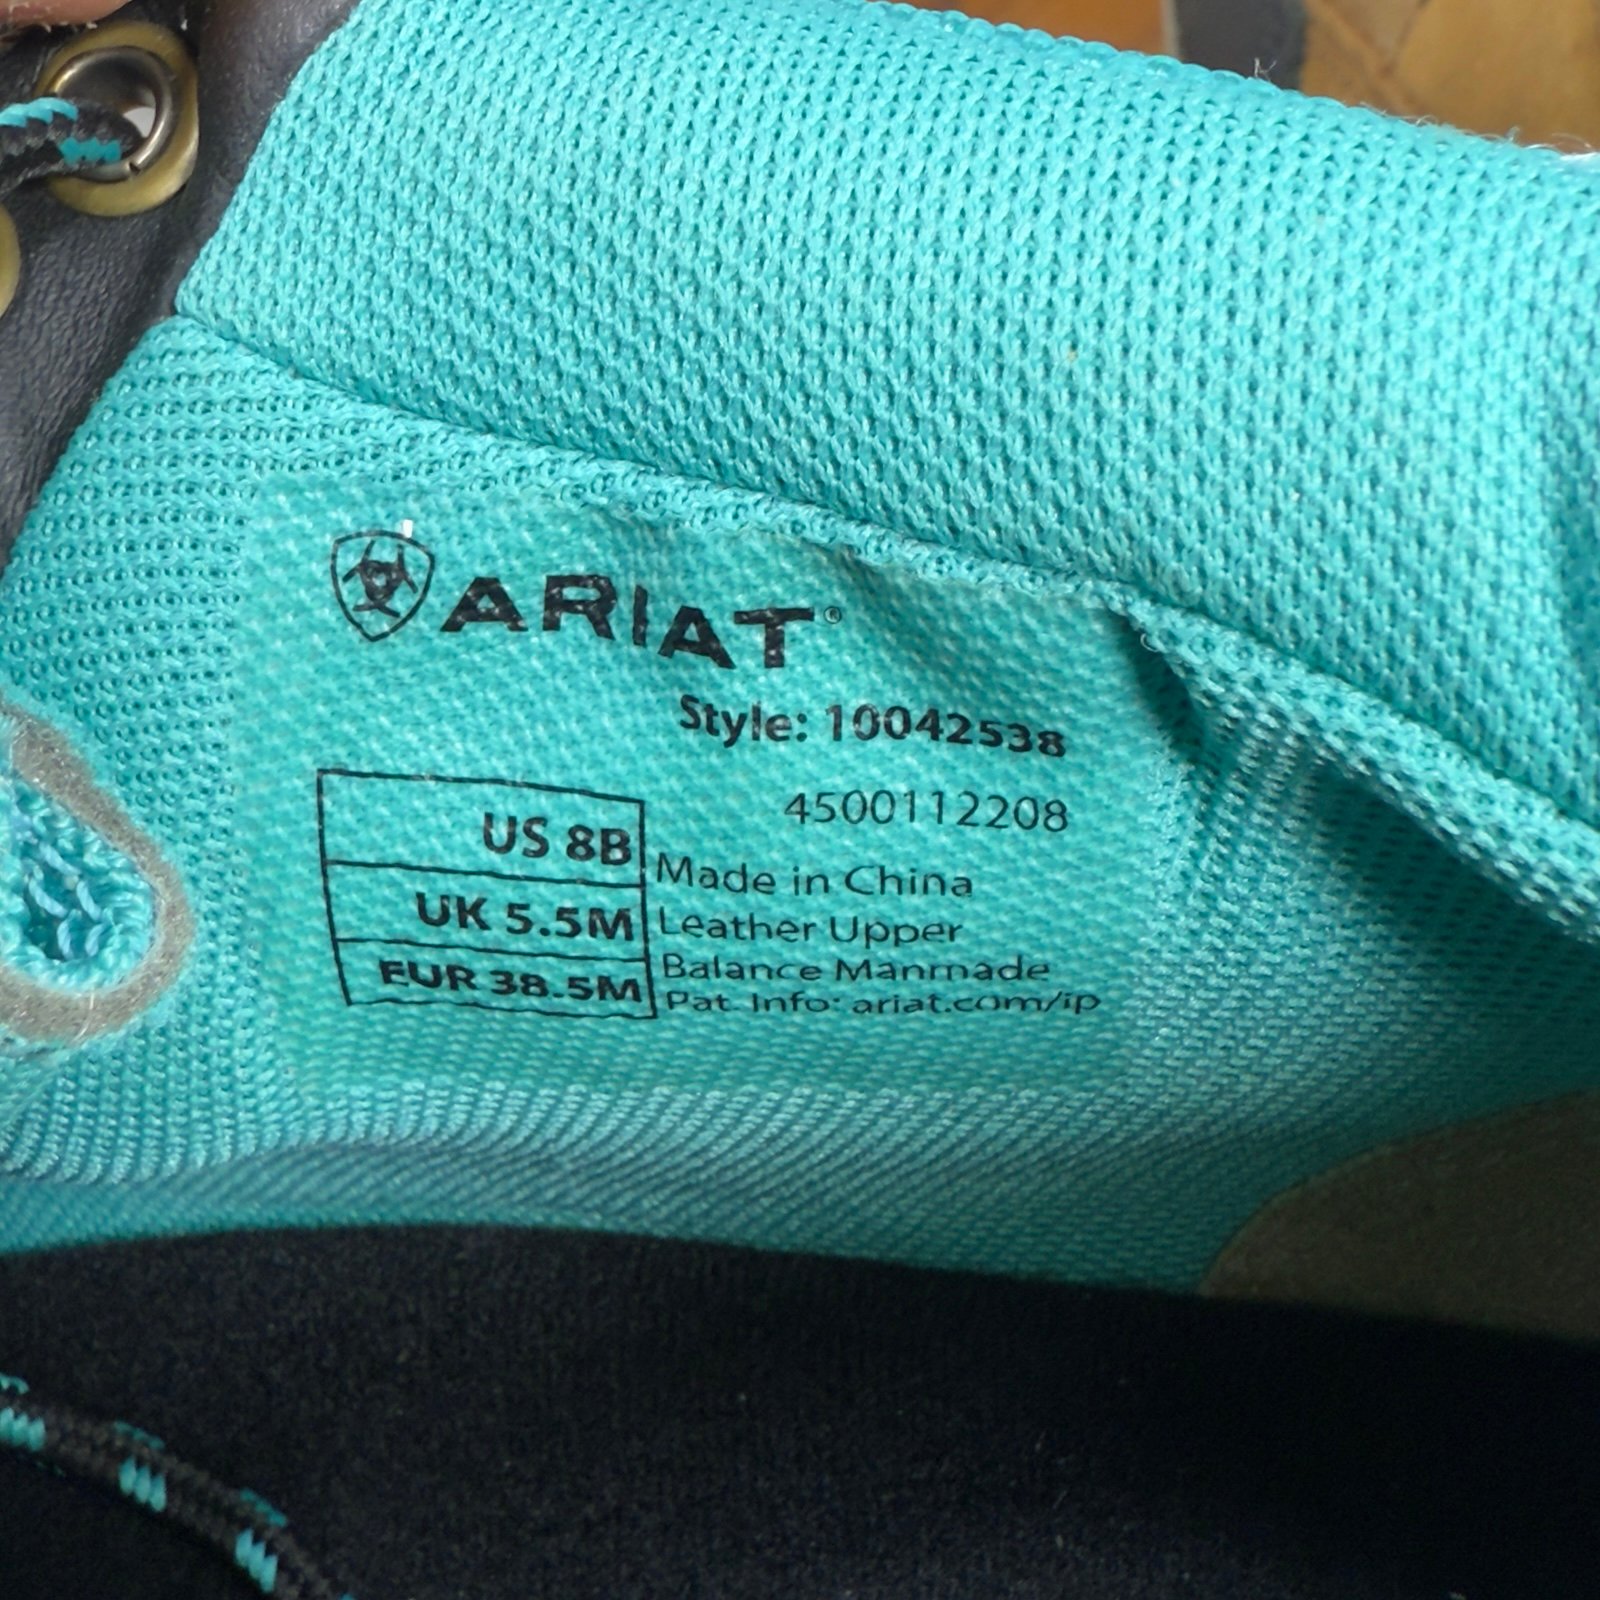 ARIAT®
Style: 10042538
4500112208
US 8B
UK 5.5M
EUR 38.5M
Made in China
Leather Upper
Balance Manmade
Pat. Info: ariat.com/ip